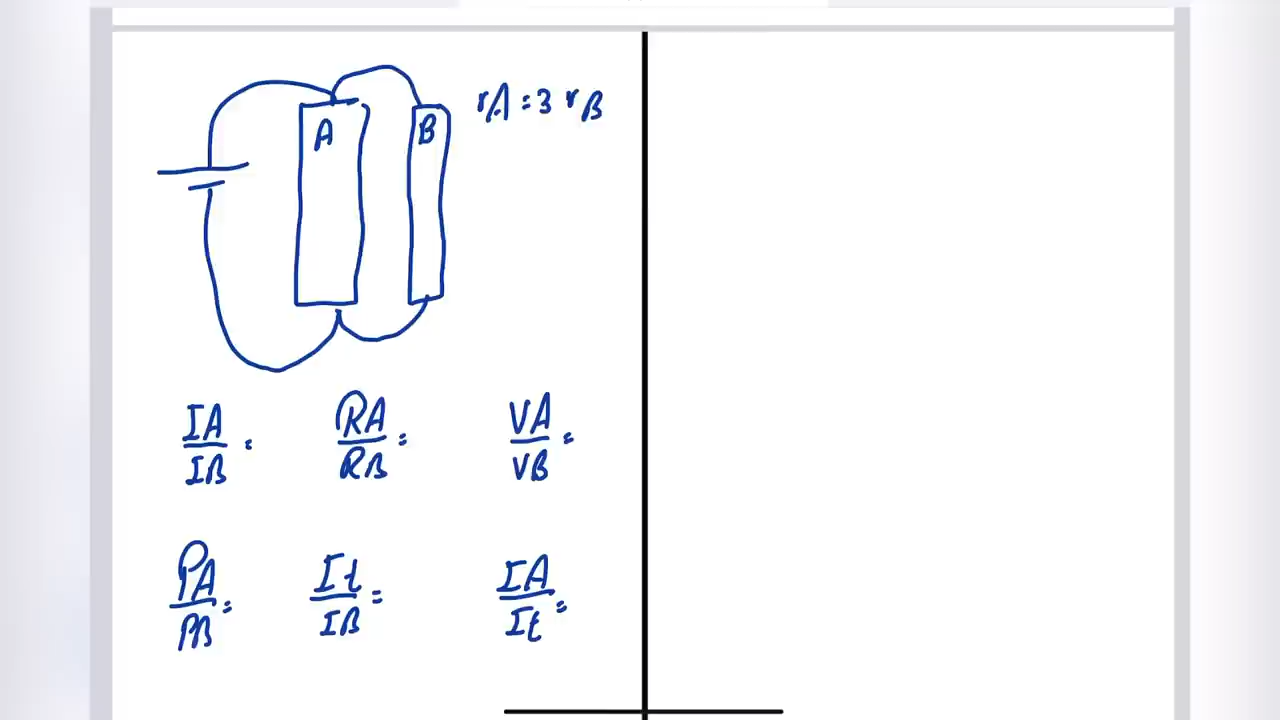 A B rA = 3 rB
IA/IB = RA/RB = VA/VB =
PA/PB = It/IB = IA/It =